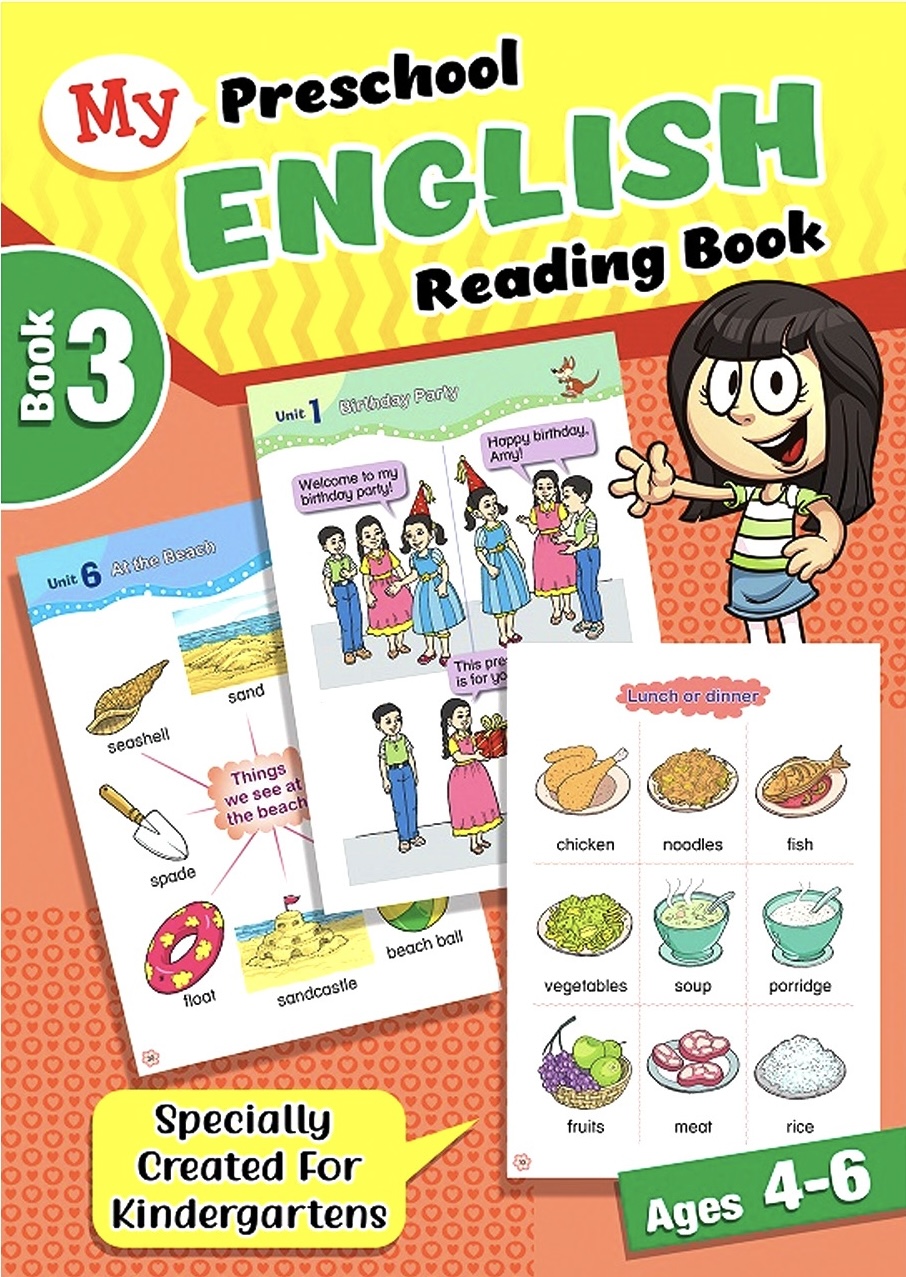 My Preschool
ENGLISH
Reading Book
Book 3
Unit 1 Birthday Party
Welcome to my
birthday party!
Happy birthday,
Amy!
This
is for
Unit 6 At the Beach
sand
seashell
Things
we see at
the beach
spade
float
sandcastle
beach ball
Lunch or dinner
chicken noodles fish
vegetables soup porridge
fruits meat rice
10
Specially
Created For
Kindergartens
Ages 4-6